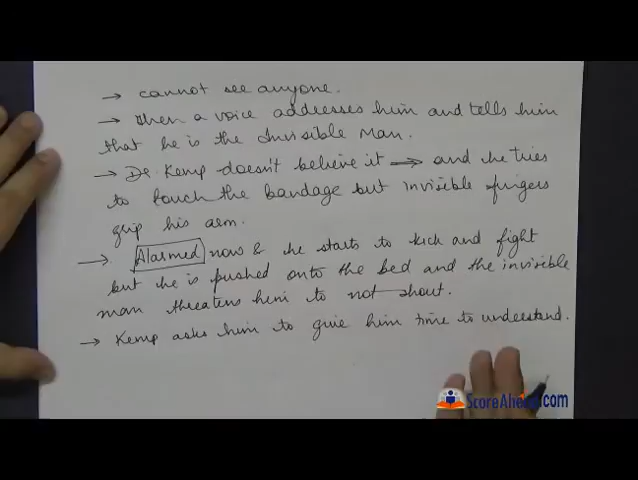 → cannot see anyone.
→ then a voice addresses him and tells him
that he is the Invisible Man.
→ Dr. Kemp doesn't believe it → and he tries
to touch the bandage but invisible fingers
grip his arm.
→ Alarmed now & he starts to kick and fight
but he is pushed onto the bed and the invisible
man threatens him to not shout.
→ Kemp asks him to give him time to understand.
ScoreAhead.com